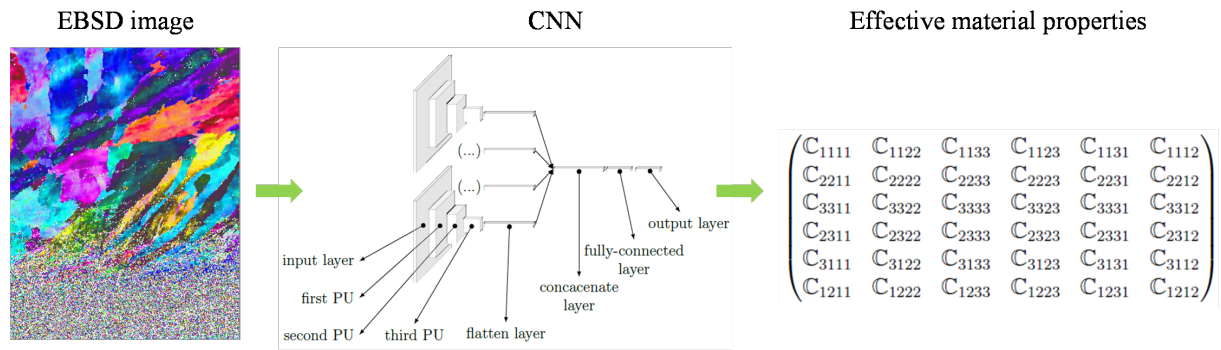 EBSD image
CNN
Effective material properties
(...)
(...)
input layer
first PU
second PU
third PU
flatten layer
concacenate
layer
fully-connected
layer
output layer
ℂ1111 ℂ1122 ℂ1133 ℂ1123 ℂ1131 ℂ1112
ℂ2211 ℂ2222 ℂ2233 ℂ2223 ℂ2231 ℂ2212
ℂ3311 ℂ3322 ℂ3333 ℂ3323 ℂ3331 ℂ3312
ℂ2311 ℂ2322 ℂ2333 ℂ2323 ℂ2331 ℂ2312
ℂ3111 ℂ3122 ℂ3133 ℂ3123 ℂ3131 ℂ3112
ℂ1211 ℂ1222 ℂ1233 ℂ1223 ℂ1231 ℂ1212